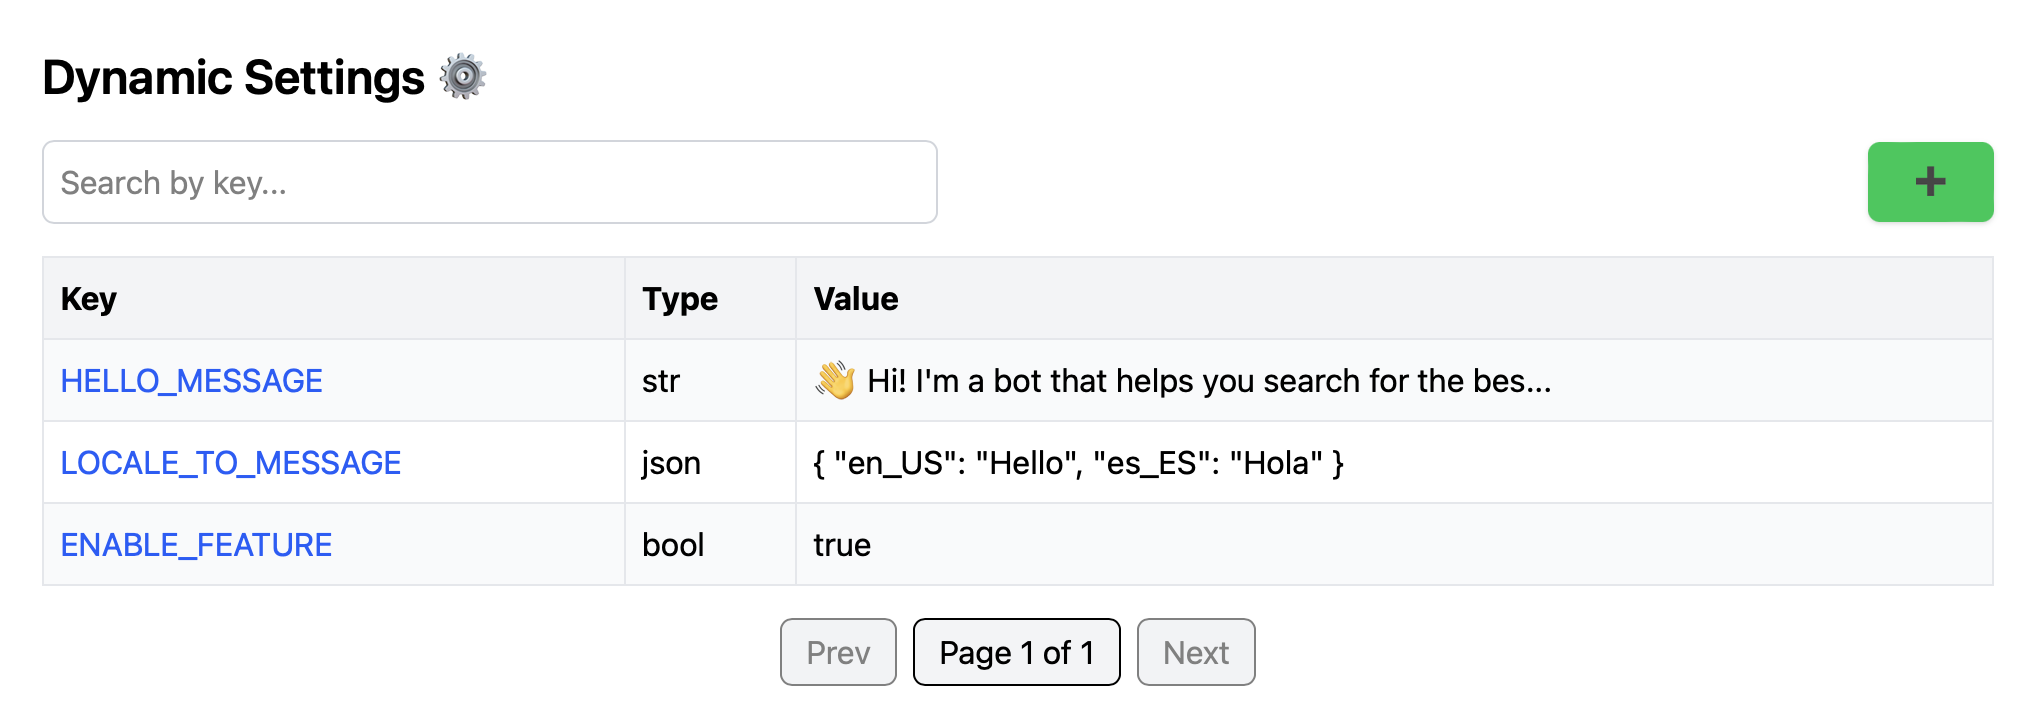 Dynamic Settings ⚙️
Search by key...
+
Key Type Value
HELLO_MESSAGE str 👋 Hi! I'm a bot that helps you search for the bes...
LOCALE_TO_MESSAGE json { "en_US": "Hello", "es_ES": "Hola" }
ENABLE_FEATURE bool true
Prev Page 1 of 1 Next